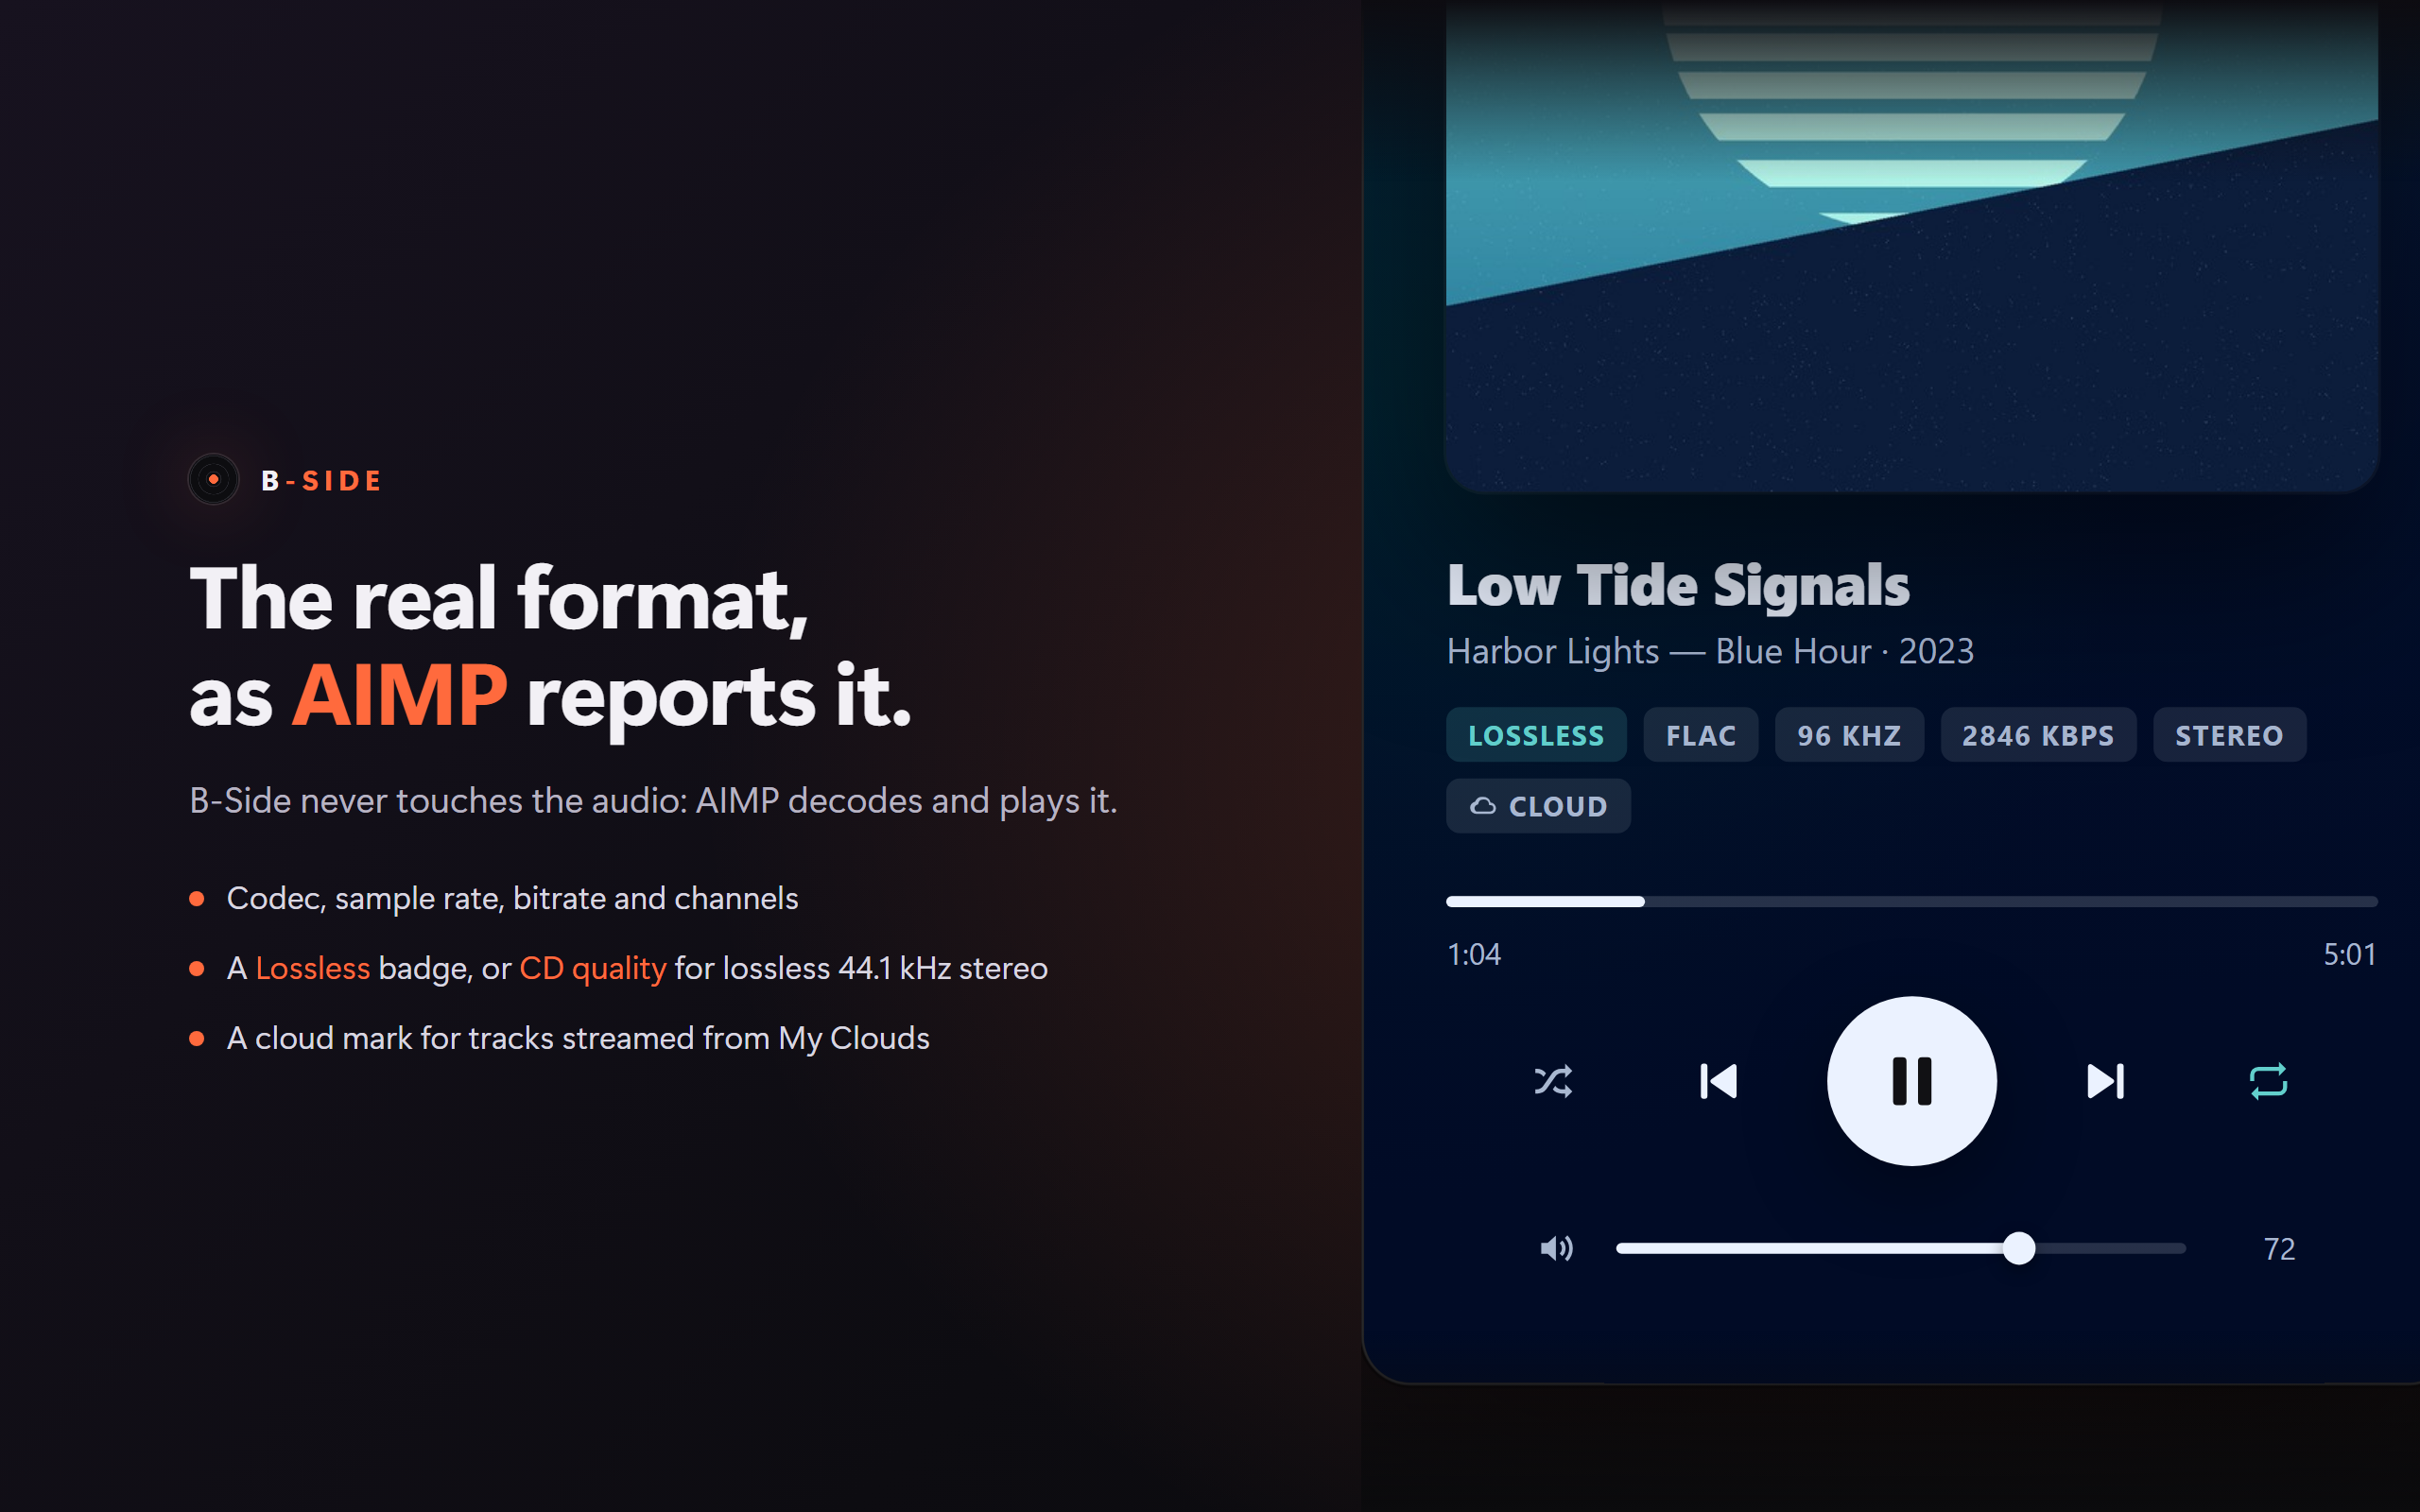 B-SIDE
The real format,
as AIMP reports it.
B-Side never touches the audio: AIMP decodes and plays it.
Codec, sample rate, bitrate and channels
A Lossless badge, or CD quality for lossless 44.1 kHz stereo
A cloud mark for tracks streamed from My Clouds
Low Tide Signals
Harbor Lights — Blue Hour · 2023
LOSSLESS FLAC 96 KHZ 2846 KBPS STEREO
CLOUD
1:04 5:01
72